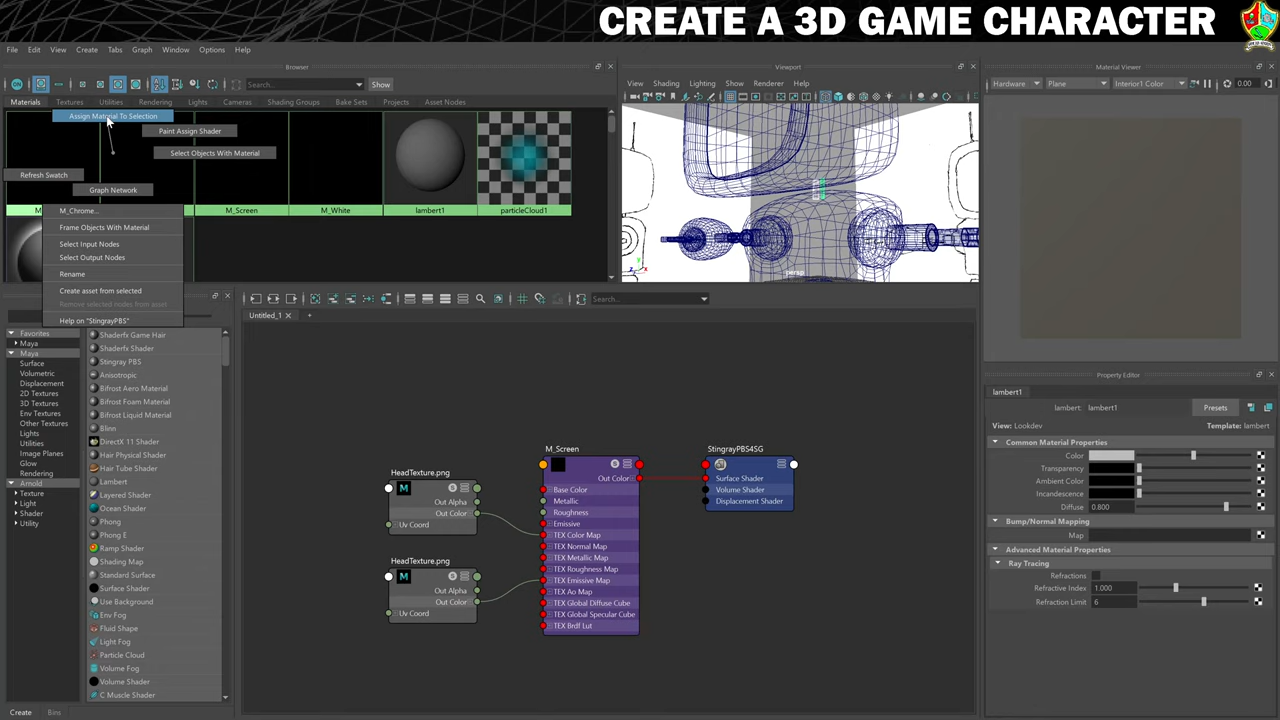 CREATE A 3D GAME CHARACTER
File Edit View Create Tabs Graph Window Options Help
Browser
Viewport
Material Viewer
ON
Search...
Show
View Shading Lighting Show Renderer Panels
Hardware Plane Interior1 Color 0.00
Materials Textures Utilities Rendering Lights Cameras Shading Groups Bake Sets Projects Asset Nodes
Assign Material To Selection
Paint Assign Shader
Select Objects With Material
Refresh Swatch
Graph Network
M_Screen M_White lambert1 particleCloud1
M_Chrome...
Frame Objects With Material
Select Input Nodes
Select Output Nodes
Rename
Create asset from selected
Remove selected nodes from asset
Help on "StingrayPBS"
persp
Search...
Untitled_1
+
Favorites
Maya
Maya
Surface
Volumetric
Displacement
2D Textures
3D Textures
Env Textures
Other Textures
Lights
Utilities
Image Planes
Glow
Rendering
Arnold
Texture
Light
Shader
Utility
Shaderfx Game Hair
Shaderfx Shader
Stingray PBS
Anisotropic
Bifrost Aero Material
Bifrost Foam Material
Bifrost Liquid Material
Blinn
DirectX 11 Shader
Hair Physical Shader
Hair Tube Shader
Lambert
Layered Shader
Ocean Shader
Phong
Phong E
Ramp Shader
Shading Map
Standard Surface
Surface Shader
Use Background
Env Fog
Fluid Shape
Light Fog
Particle Cloud
Volume Fog
Volume Shader
C Muscle Shader
Create Bins
HeadTexture.png
Out Alpha
Out Color
Uv Coord
HeadTexture.png
Out Alpha
Out Color
Uv Coord
M_Screen
Out Color
Base Color
Metallic
Roughness
Emissive
TEX Color Map
TEX Normal Map
TEX Metallic Map
TEX Roughness Map
TEX Emissive Map
TEX Ao Map
TEX Global Diffuse Cube
TEX Global Specular Cube
TEX Brdf Lut
StingrayPBS4SG
Surface Shader
Volume Shader
Displacement Shader
Property Editor
lambert1
lambert: lambert1 Presets
View: Lookdev Template: lambert
Common Material Properties
Color
Transparency
Ambient Color
Incandescence
Diffuse 0.800
Bump/Normal Mapping
Map
Advanced Material Properties
Ray Tracing
Refractions
Refractive Index 1.000
Refraction Limit 6